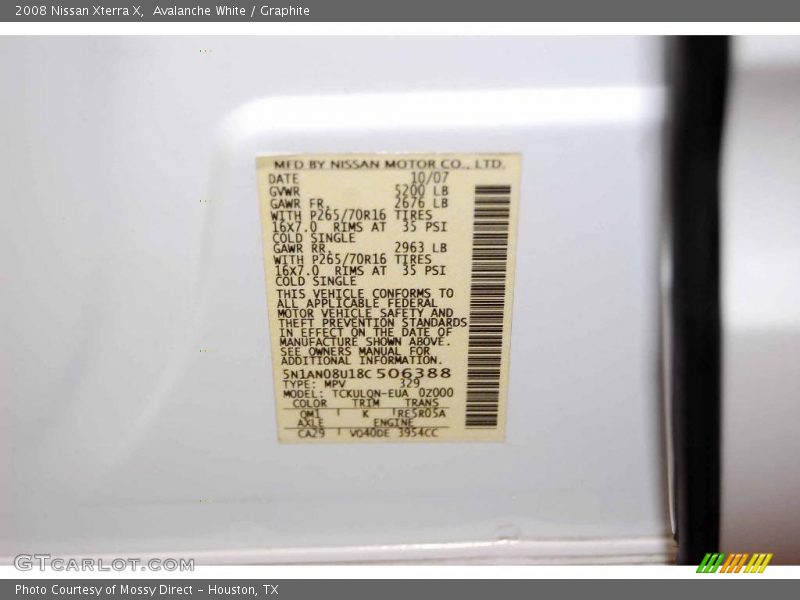 2008 Nissan Xterra X, Avalanche White / Graphite
MFD BY NISSAN MOTOR CO., LTD.
DATE 10/07
GVWR 5200 LB
GAWR FR. 2676 LB
WITH P265/70R16 TIRES
16X7.0 RIMS AT 35 PSI
COLD SINGLE
GAWR RR. 2963 LB
WITH P265/70R16 TIRES
16X7.0 RIMS AT 35 PSI
COLD SINGLE
THIS VEHICLE CONFORMS TO
ALL APPLICABLE FEDERAL
MOTOR VEHICLE SAFETY AND
THEFT PREVENTION STANDARDS
IN EFFECT ON THE DATE OF
MANUFACTURE SHOWN ABOVE.
SEE OWNERS MANUAL FOR
ADDITIONAL INFORMATION.
5N1AN08U18C506388
TYPE: MPV 329
MODEL: TCKULQN-EUA 0Z000
COLOR TRIM TRANS
QM1 K RE5R05A
AXLE ENGINE
CA29 VQ40DE 3954CC
GTCARLOT.COM
Photo Courtesy of Mossy Direct - Houston, TX